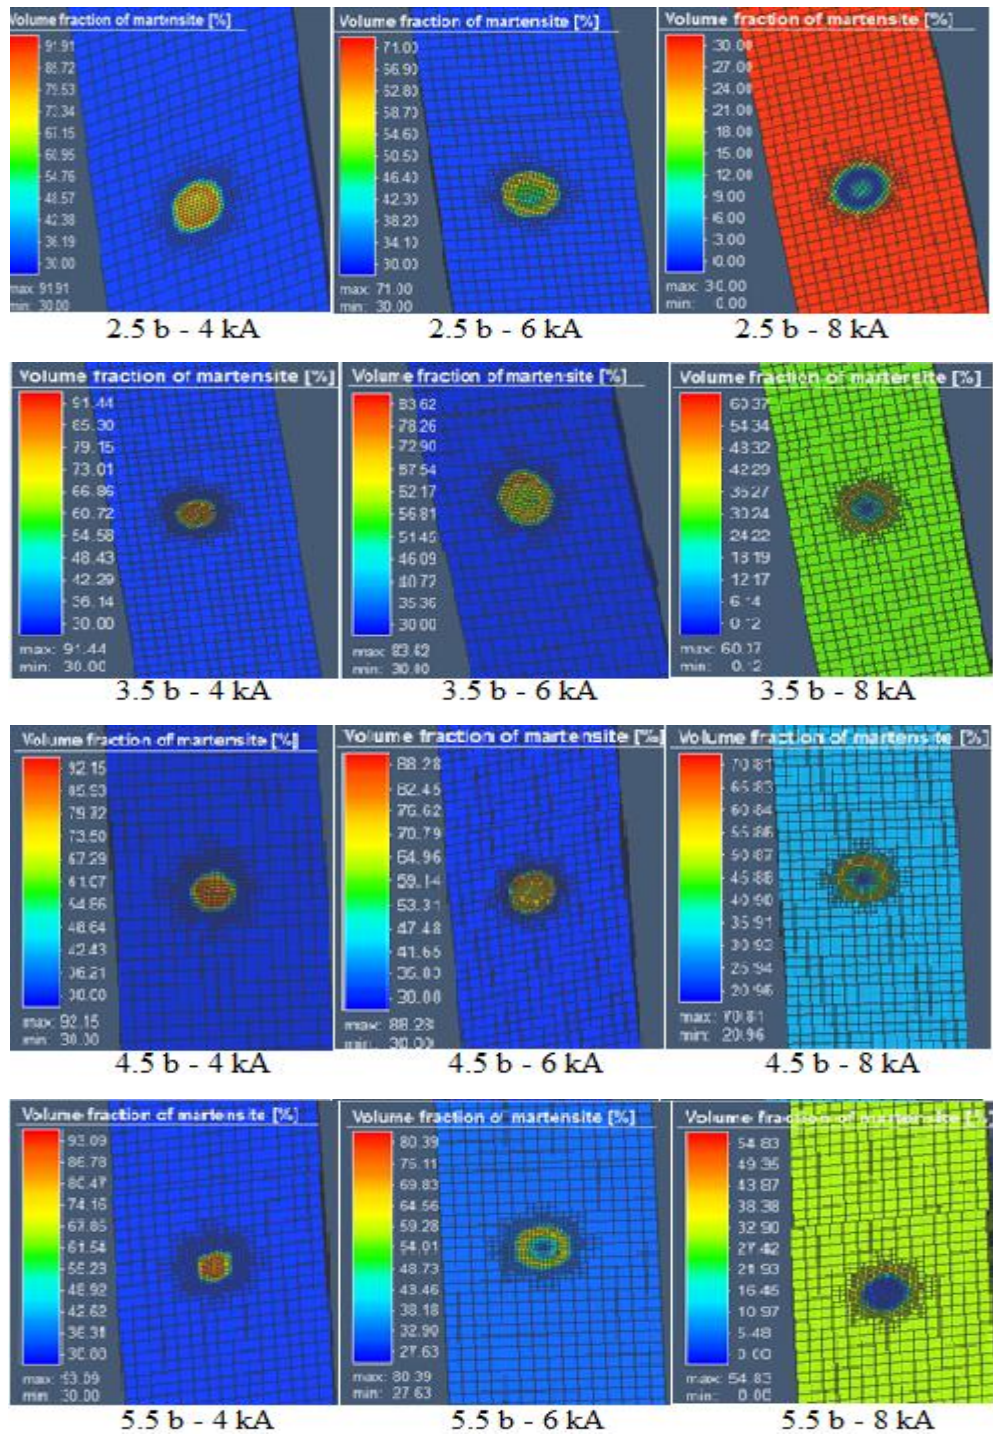 Volume fraction of martensite [%]
91.91
85.72
79.53
73.34
61.15
60.95
54.76
48.57
42.38
36.19
30.00
max: 91.91
min: 30.00
2.5 b - 4 kA
Volume fraction of martensite [%]
71.00
56.90
52.80
58.70
54.60
50.50
46.40
42.30
38.20
34.10
30.00
max: 71.00
min: 30.00
2.5 b - 6 kA
Volume fraction of martensite [%]
30.00
27.00
24.00
21.00
18.00
15.00
12.00
9.00
6.00
3.00
0.00
max: 30.00
min: 0.00
2.5 b - 8 kA
Volume fraction of martensite [%]
91.44
85.30
79.15
73.01
66.86
60.72
54.58
48.43
42.29
36.14
30.00
max: 91.44
min: 30.00
3.5 b - 4 kA
Volume fraction of martensite [%]
83.62
78.26
72.90
67.54
62.17
56.81
51.45
46.09
40.72
35.36
30.00
max: 83.62
min: 30.00
3.5 b - 6 kA
Volume fraction of martensite [%]
60.37
54.34
48.32
42.29
36.27
30.24
24.22
18.19
12.17
6.14
0.12
max: 60.37
min: 0.12
3.5 b - 8 kA
Volume fraction of martensite [%]
92.15
85.93
79.72
73.50
67.29
61.07
54.86
48.64
42.43
36.21
30.00
max: 92.15
min: 30.00
4.5 b - 4 kA
Volume fraction of martensite [%]
88.28
82.45
76.62
70.79
64.96
59.14
53.31
47.48
41.65
35.83
30.00
max: 88.28
min: 30.00
4.5 b - 6 kA
Volume fraction of martensite [%]
70.81
65.83
60.84
55.86
50.87
45.88
40.90
35.91
30.93
25.94
20.96
max: 70.81
min: 20.96
4.5 b - 8 kA
Volume fraction of martensite [%]
93.09
86.78
80.47
74.16
67.85
61.54
55.23
48.92
42.62
36.31
30.00
max: 93.09
min: 30.00
5.5 b - 4 kA
Volume fraction of martensite [%]
80.39
75.11
69.83
64.56
59.28
54.01
48.73
43.46
38.18
32.90
27.63
max: 80.39
min: 27.63
5.5 b - 6 kA
Volume fraction of martensite [%]
54.83
49.35
43.87
38.38
32.90
27.42
21.93
16.45
10.97
5.48
0.00
max: 54.83
min: 0.00
5.5 b - 8 kA